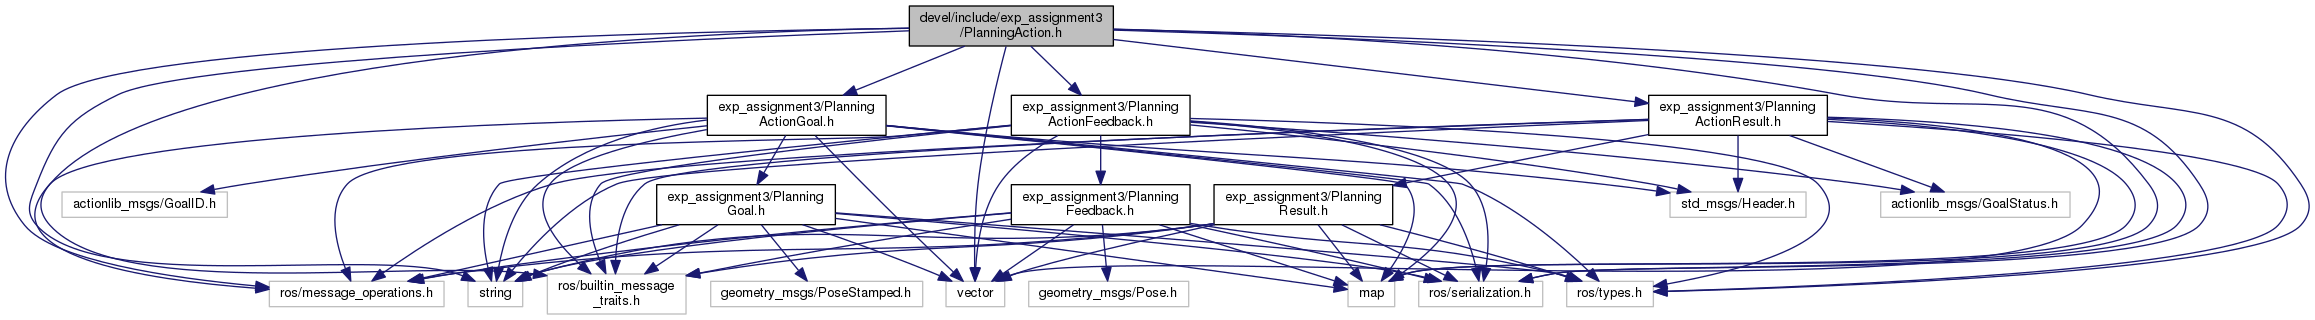 devel/include/exp_assignment3
/PlanningAction.h
exp_assignment3/Planning
ActionGoal.h
exp_assignment3/Planning
ActionFeedback.h
exp_assignment3/Planning
ActionResult.h
actionlib_msgs/GoalID.h
exp_assignment3/Planning
Goal.h
exp_assignment3/Planning
Feedback.h
exp_assignment3/Planning
Result.h
std_msgs/Header.h
actionlib_msgs/GoalStatus.h
ros/message_operations.h
string
ros/builtin_message
_traits.h
geometry_msgs/PoseStamped.h
vector
geometry_msgs/Pose.h
map
ros/serialization.h
ros/types.h